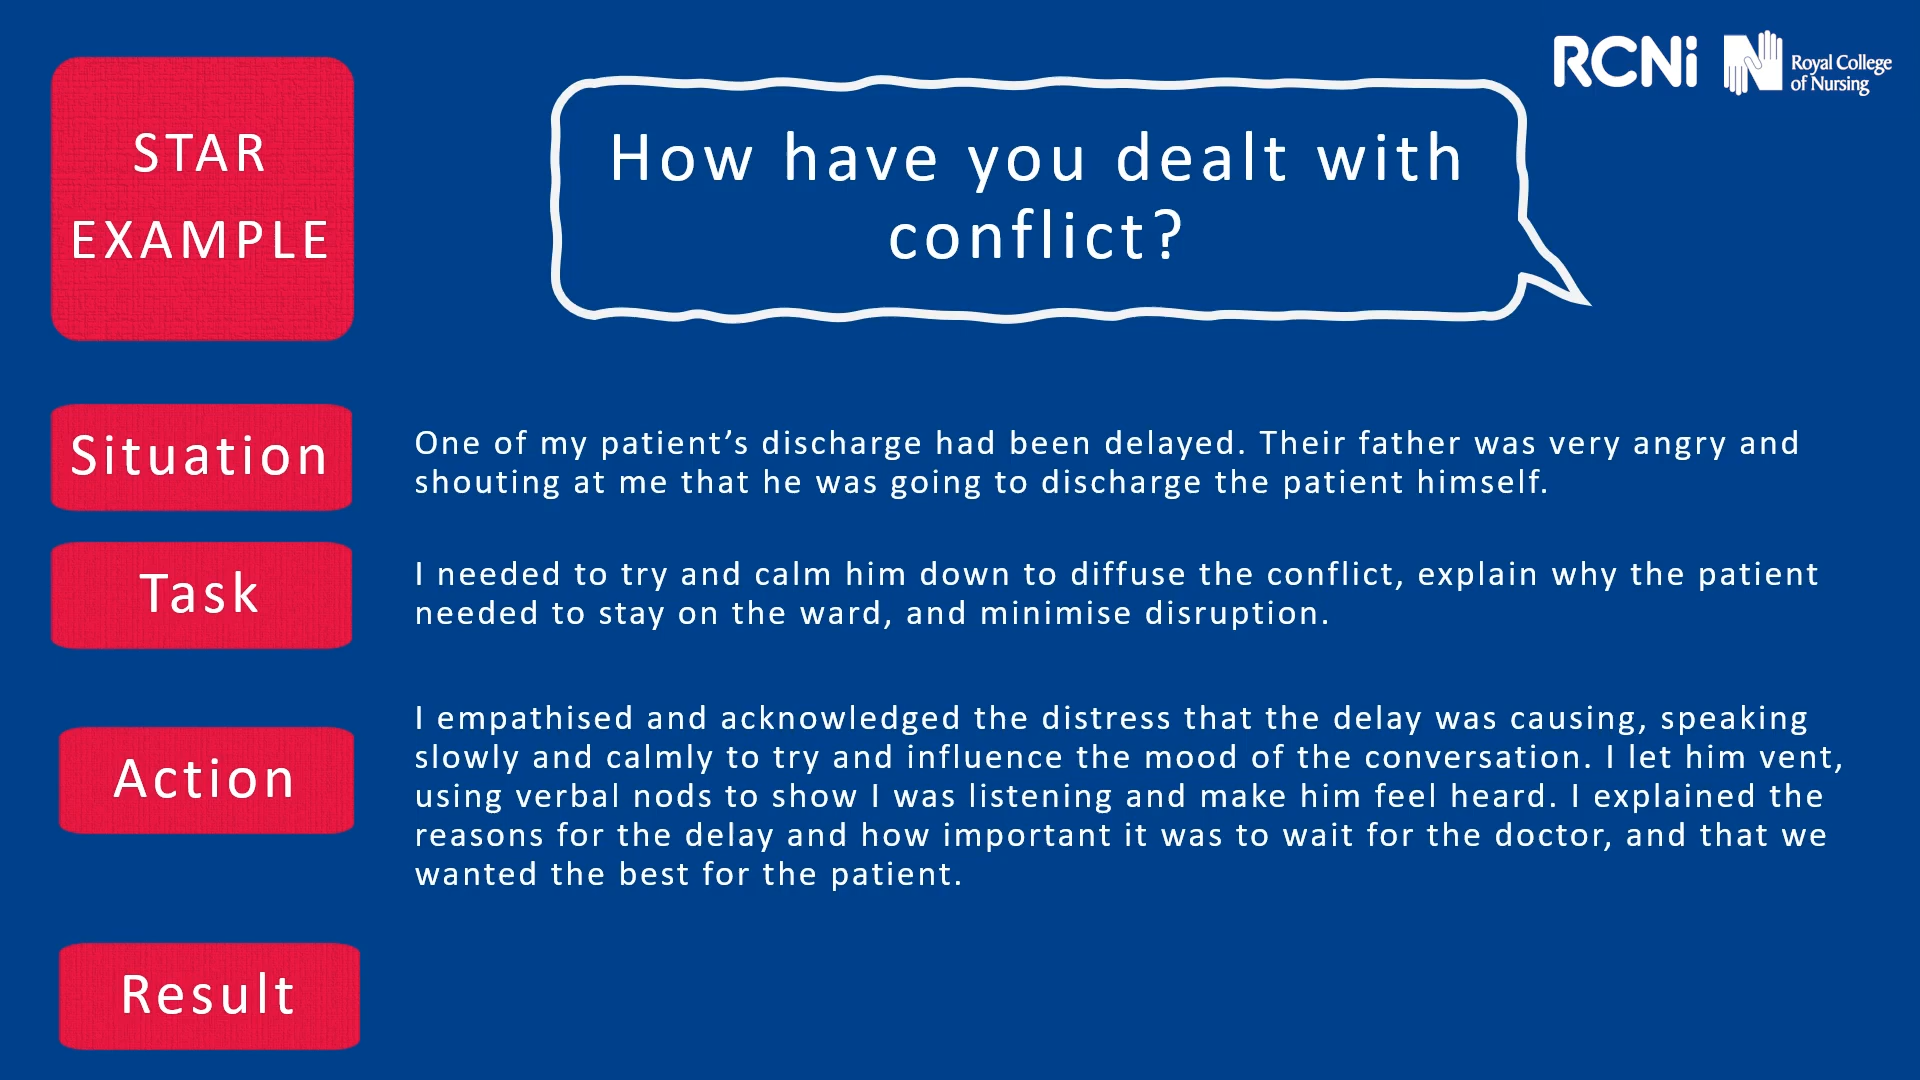 RCNi
Royal College
of Nursing
STAR
EXAMPLE
How have you dealt with
conflict?
Situation
One of my patient’s discharge had been delayed. Their father was very angry and
shouting at me that he was going to discharge the patient himself.
Task
I needed to try and calm him down to diffuse the conflict, explain why the patient
needed to stay on the ward, and minimise disruption.
Action
I empathised and acknowledged the distress that the delay was causing, speaking
slowly and calmly to try and influence the mood of the conversation. I let him vent,
using verbal nods to show I was listening and make him feel heard. I explained the
reasons for the delay and how important it was to wait for the doctor, and that we
wanted the best for the patient.
Result